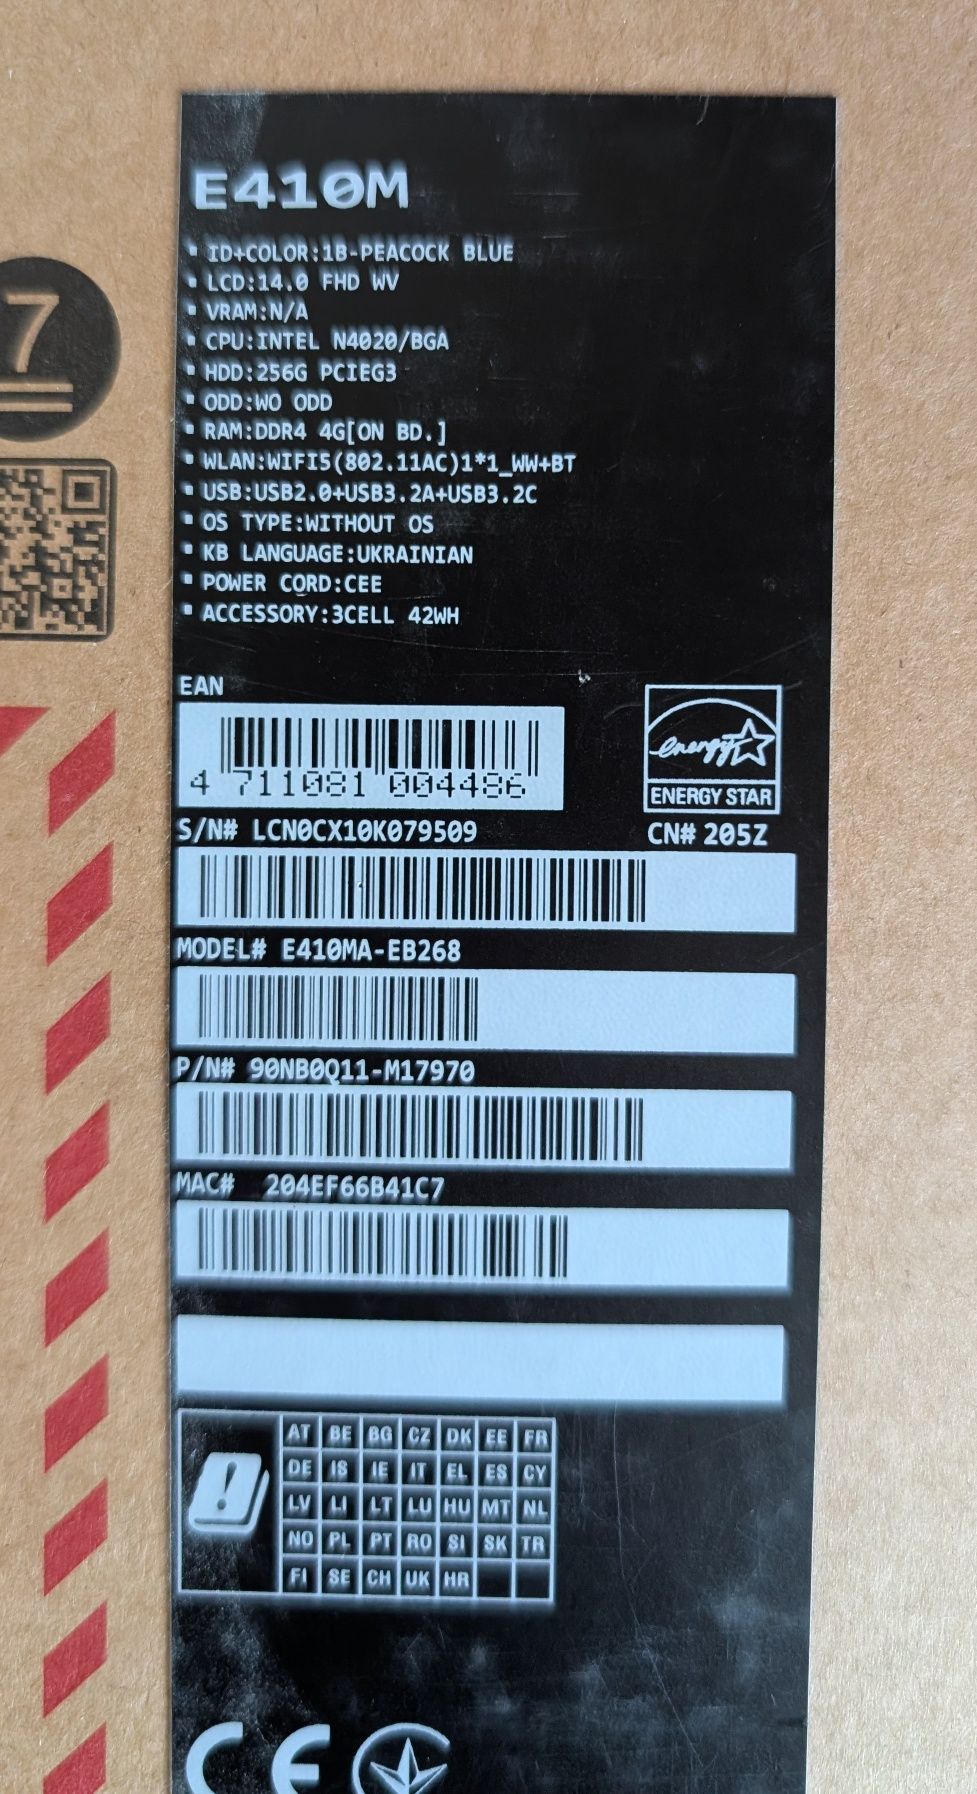 E410M
ID+COLOR:1B-PEACOCK BLUE
LCD:14.0 FHD WV
VRAM:N/A
CPU:INTEL N4020/BGA
HDD:256G PCIEG3
ODD:WO ODD
RAM:DDR4 4G[ON BD.]
WLAN:WIFI5(802.11AC)1*1_WW+BT
USB:USB2.0+USB3.2A+USB3.2C
OS TYPE:WITHOUT OS
KB LANGUAGE:UKRAINIAN
POWER CORD:CEE
ACCESSORY:3CELL 42WH
7
EAN
4 711081 004486
energy
ENERGY STAR
S/N# LCN0CX10K079509
CN# 205Z
MODEL# E410MA-EB268
P/N# 90NB0Q11-M17970
MAC# 204EF66B41C7
AT BE BG CZ DK EE FR
DE IS IE IT EL ES CY
LV LI LT LU HU MT NL
NO PL PT RO SI SK TR
FI SE CH UK HR
CE